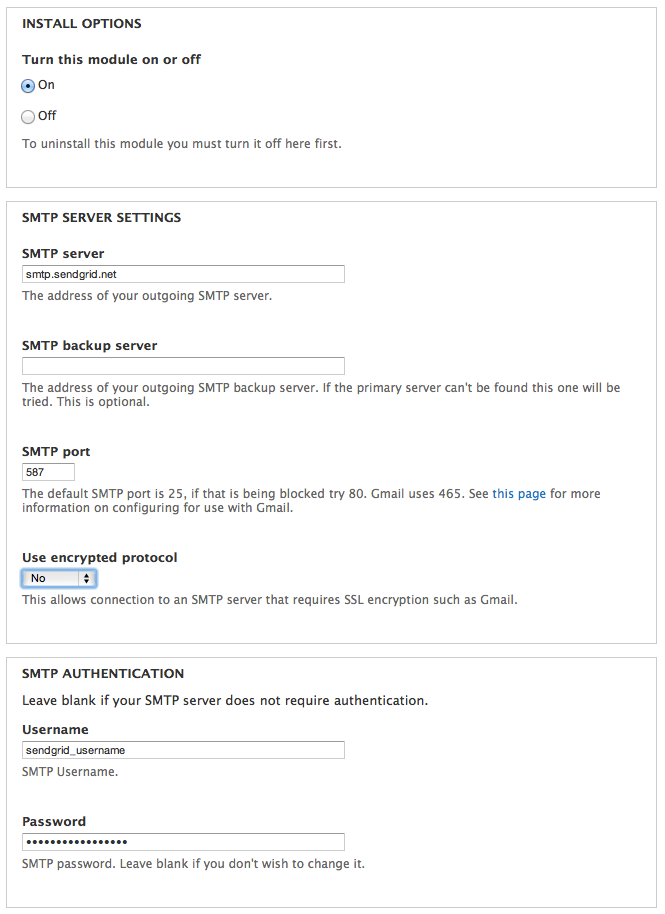 INSTALL OPTIONS
Turn this module on or off
On
Off
To uninstall this module you must turn it off here first.
SMTP SERVER SETTINGS
SMTP server
smtp.sendgrid.net
The address of your outgoing SMTP server.
SMTP backup server
The address of your outgoing SMTP backup server. If the primary server can't be found this one will be
tried. This is optional.
SMTP port
587
The default SMTP port is 25, if that is being blocked try 80. Gmail uses 465. See this page for more
information on configuring for use with Gmail.
Use encrypted protocol
No
This allows connection to an SMTP server that requires SSL encryption such as Gmail.
SMTP AUTHENTICATION
Leave blank if your SMTP server does not require authentication.
Username
sendgrid_username
SMTP Username.
Password
•••••••••••••••••
SMTP password. Leave blank if you don't wish to change it.